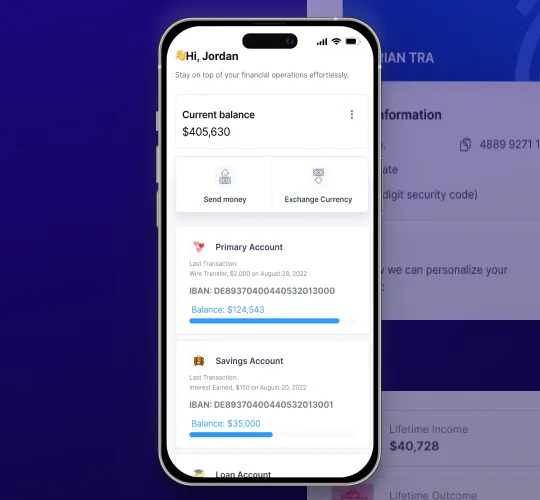 👋Hi, Jordan
Stay on top of your financial operations effortlessly.
Current balance
$405,630
Send money
Exchange Currency
Primary Account
Last Transaction:
Wire Transfer, $2,000 on August 28, 2022
IBAN: DE89370400440532013000
Balance: $124,543
Savings Account
Last Transaction:
Interest Earned, $150 on August 20, 2022
IBAN: DE89370400440532013001
Balance: $35,000
Loan Account
RIAN TRA
nformation
4889 9271 1
ate
digit security code)
we can personalize your
Lifetime Income
$40,728
Lifetime Outcome